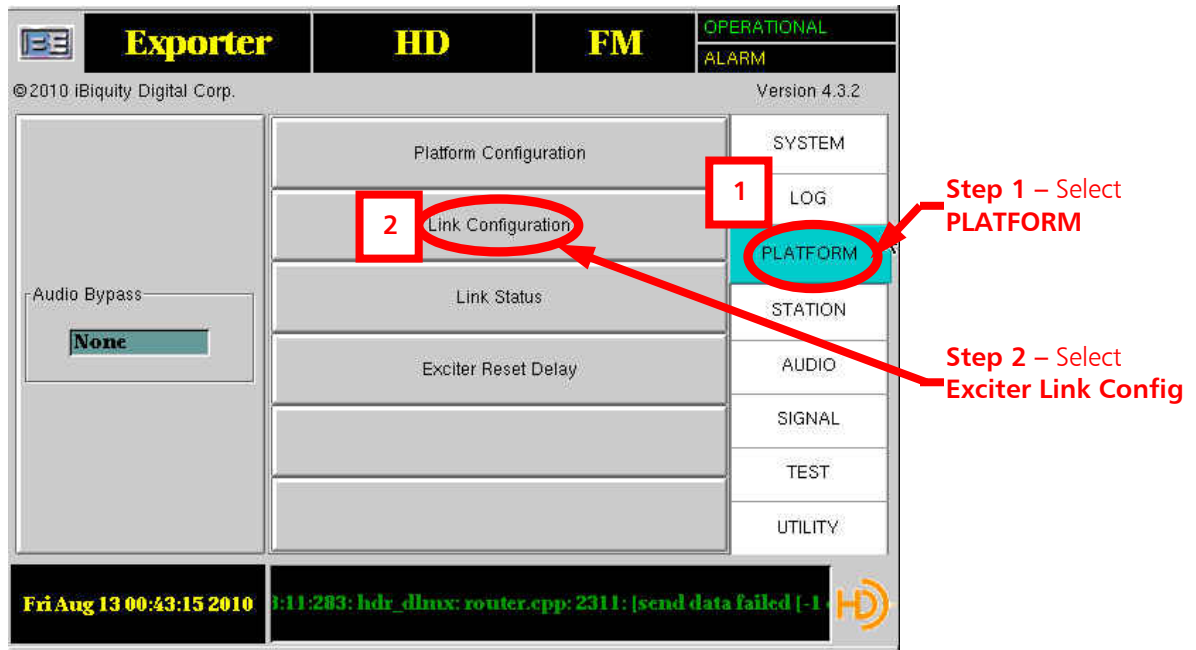 BE Exporter HD FM OPERATIONAL
ALARM
©2010 iBiquity Digital Corp. Version 4.3.2
Platform Configuration
Link Configuration
Link Status
Exciter Reset Delay
Audio Bypass
None
SYSTEM
LOG
PLATFORM
STATION
AUDIO
SIGNAL
TEST
UTILITY
1
2
Step 1 – Select
PLATFORM
Step 2 – Select
Exciter Link Config
Fri Aug 13 00:43:15 2010
:11:283: hdr_dlmx: router.cpp: 2311: [send data failed [-1
HD